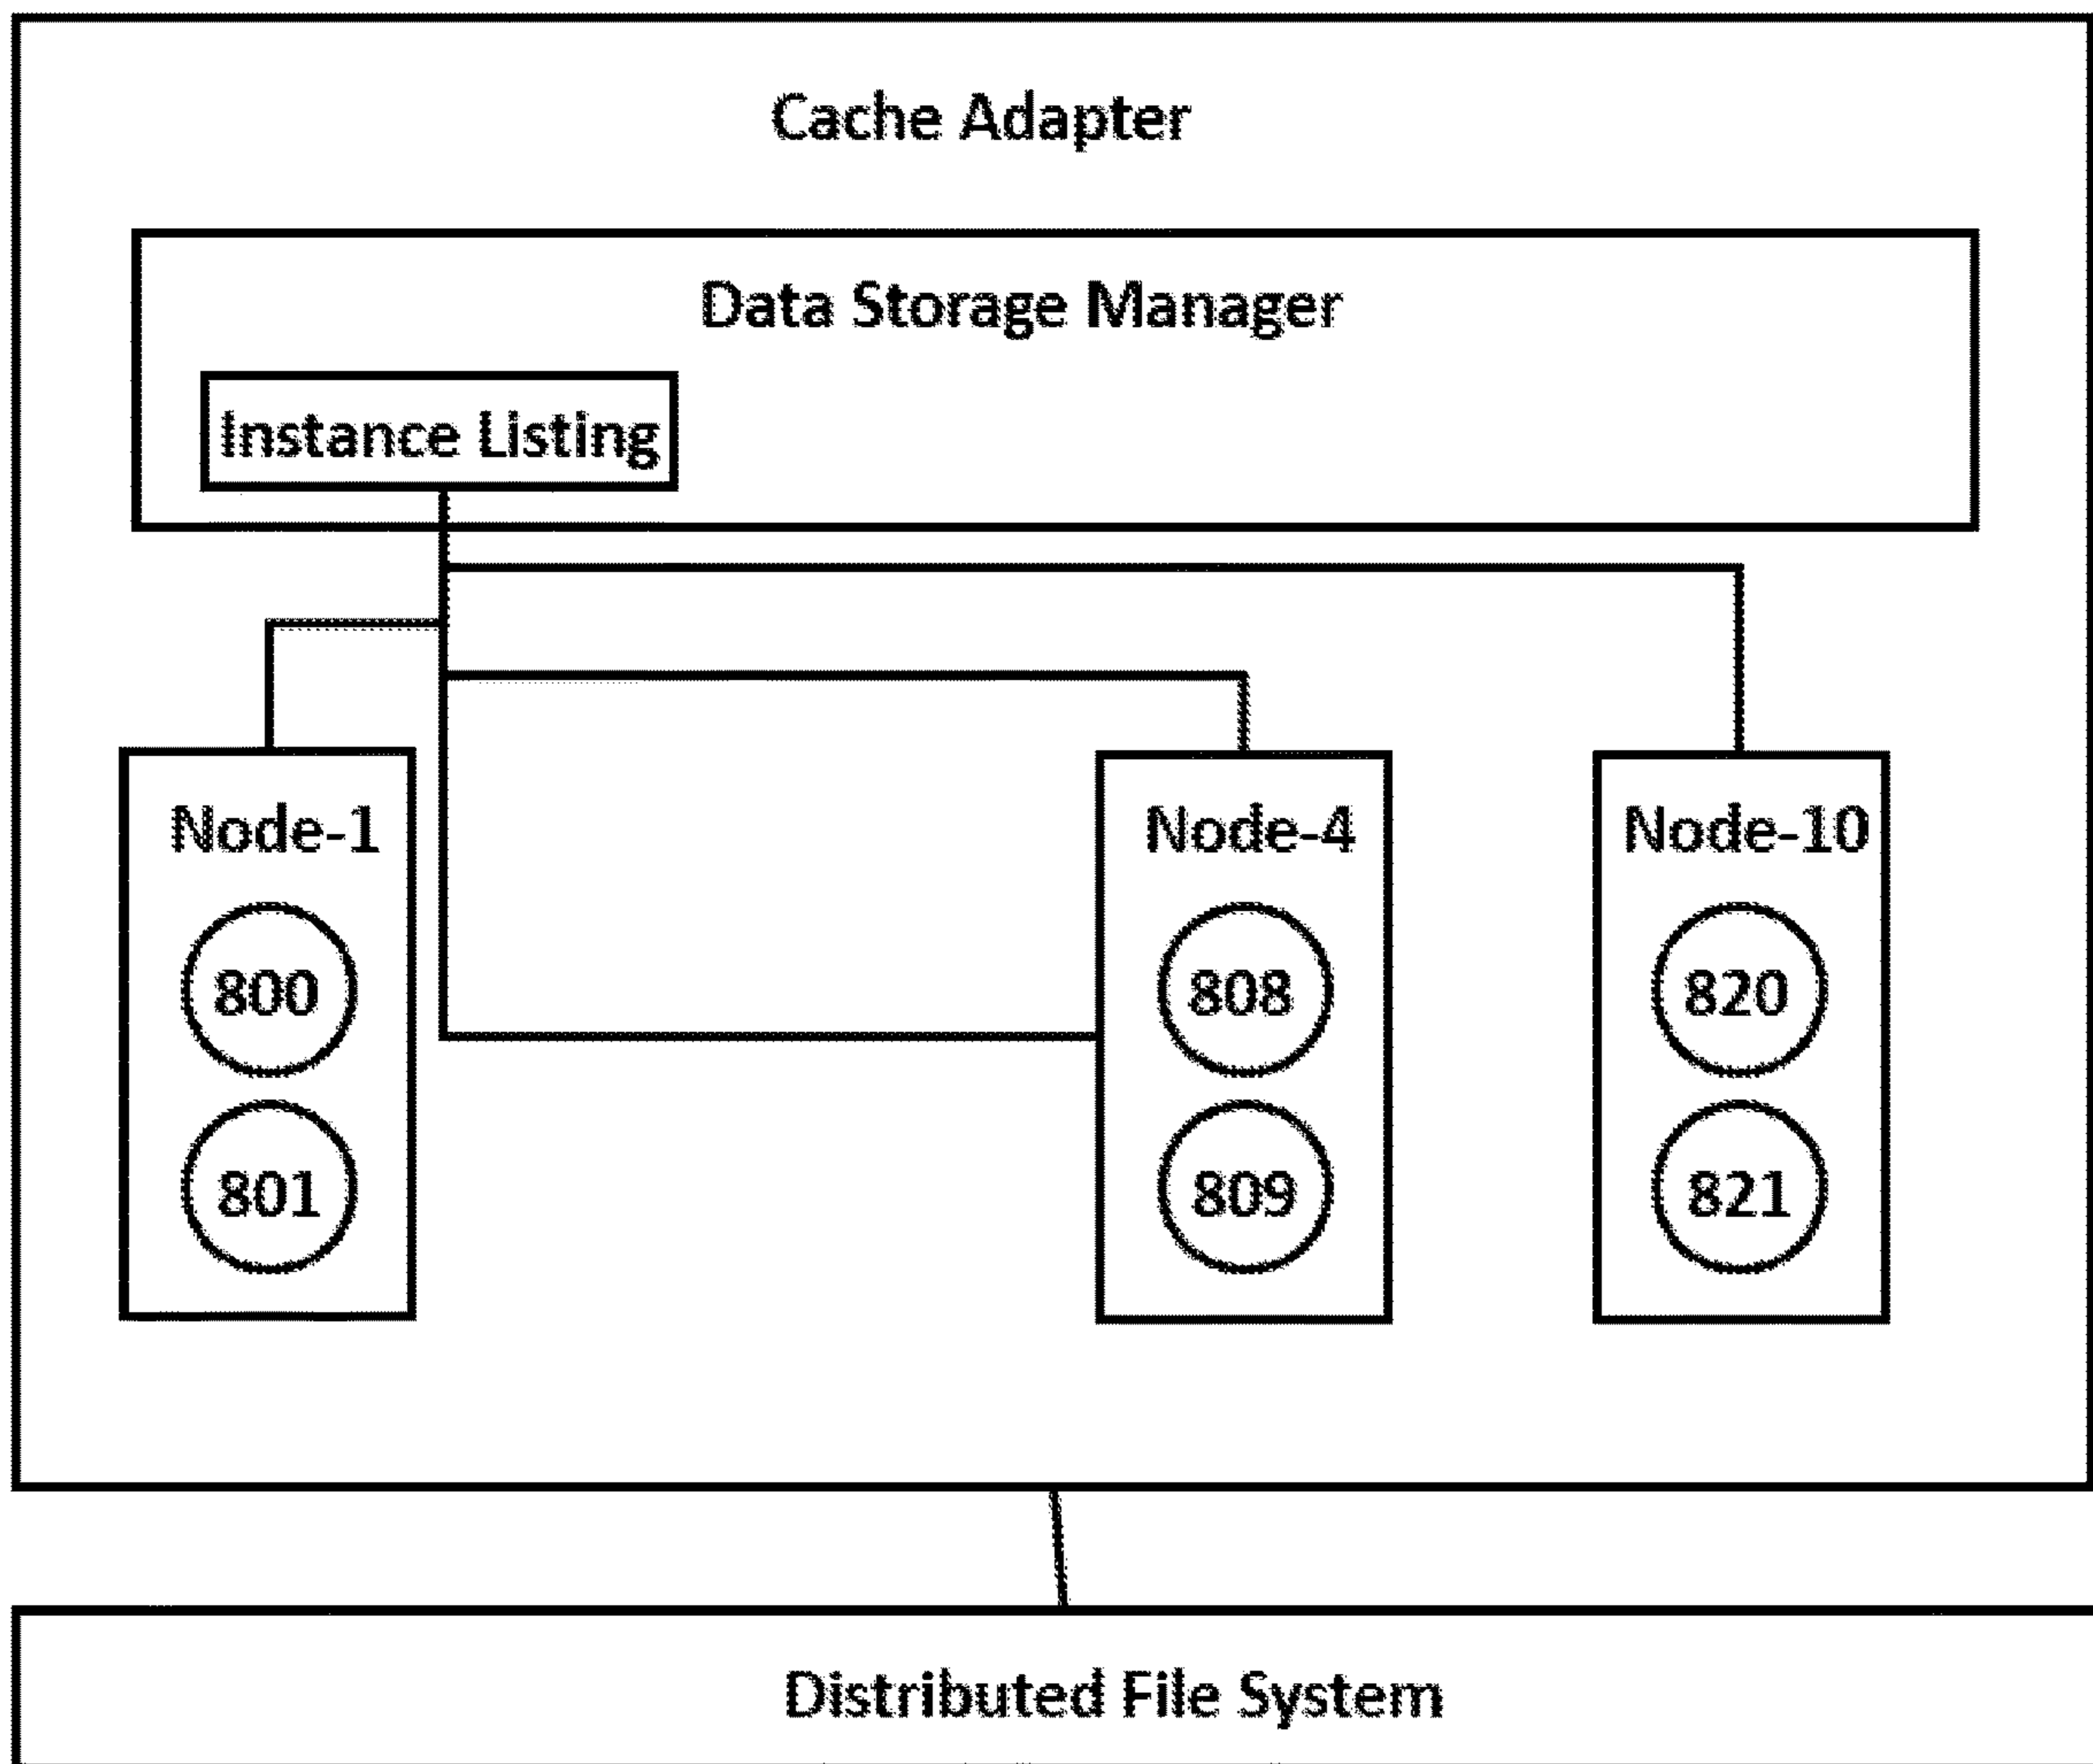 Cache Adapter
Data Storage Manager
Instance Listing
Node-1
Node-4
Node-10
800
808
820
801
809
821
Distributed File System